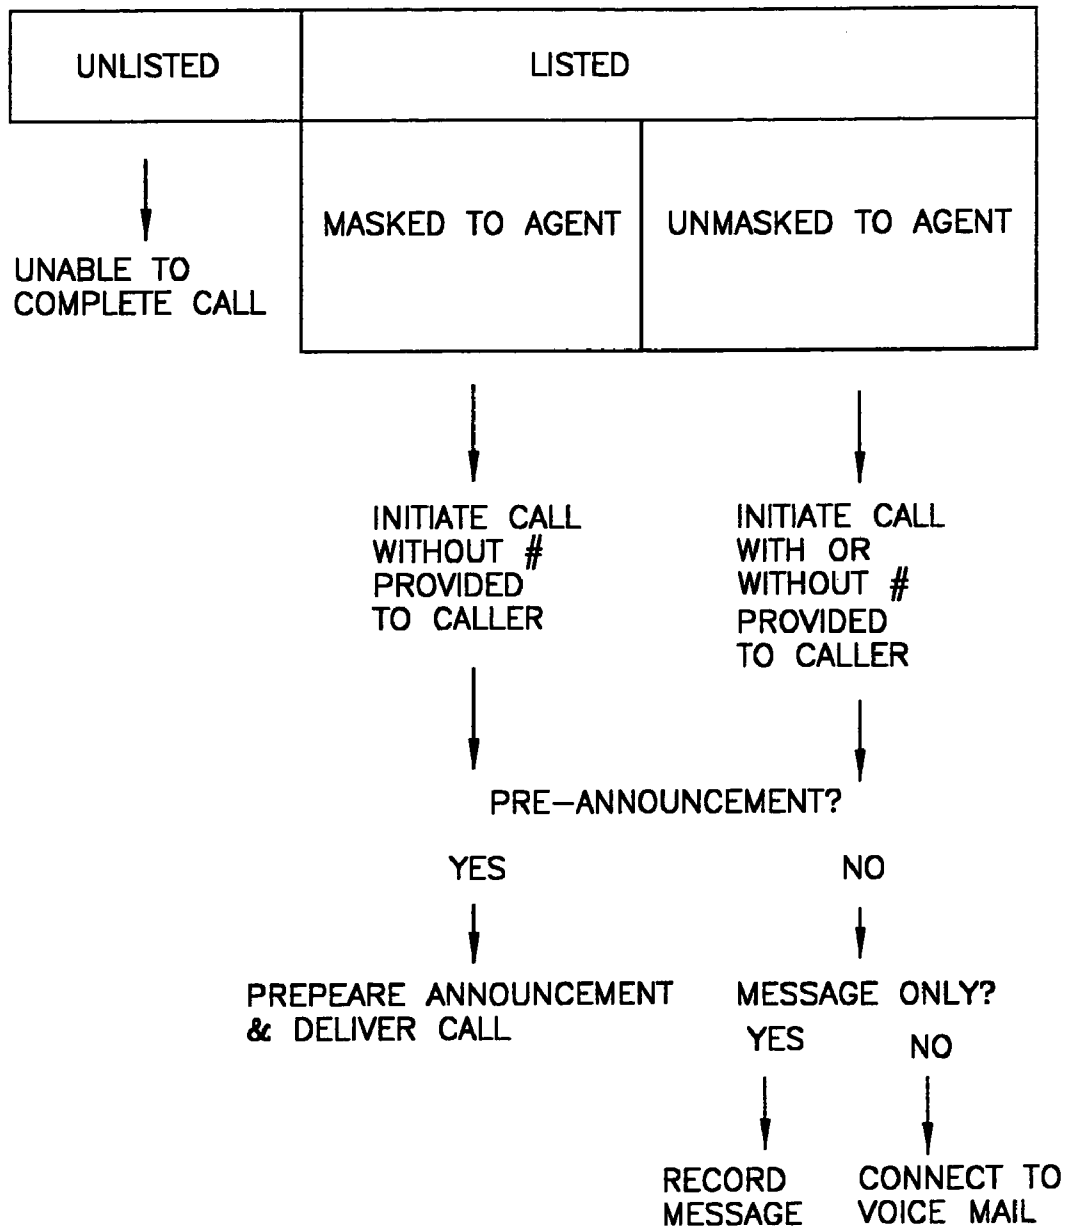 UNLISTED
LISTED
UNABLE TO
COMPLETE CALL
MASKED TO AGENT
UNMASKED TO AGENT
INITIATE CALL
WITHOUT #
PROVIDED
TO CALLER
INITIATE CALL
WITH OR
WITHOUT #
PROVIDED
TO CALLER
PRE-ANNOUNCEMENT?
YES
NO
PREPEARE ANNOUNCEMENT
& DELIVER CALL
MESSAGE ONLY?
YES
NO
RECORD
MESSAGE
CONNECT TO
VOICE MAIL